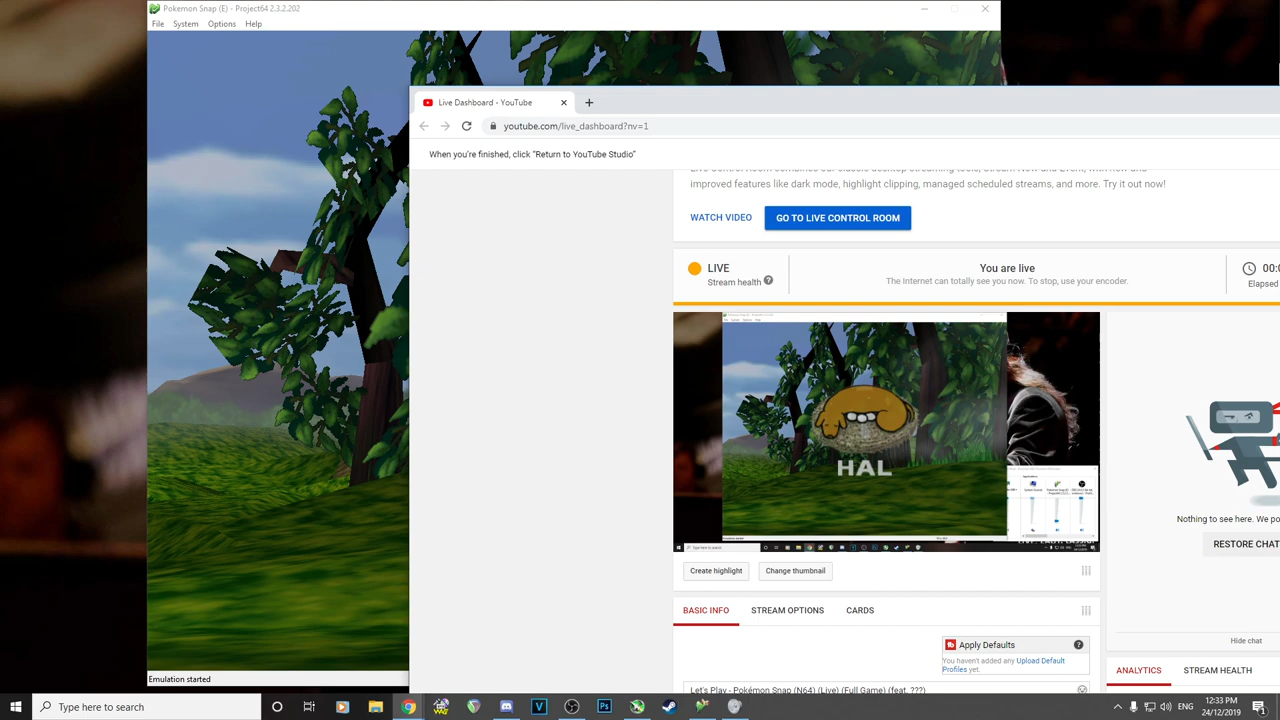 Pokemon Snap (E) - Project64 2.3.2.202
File System Options Help
Live Dashboard - YouTube
youtube.com/live_dashboard?nv=1
When you're finished, click "Return to YouTube Studio"
improved features like dark mode, highlight clipping, managed scheduled streams, and more. Try it out now!
WATCH VIDEO GO TO LIVE CONTROL ROOM
LIVE
Stream health
You are live
The Internet can totally see you now. To stop, use your encoder.
00:0
Elapsed
HAL
Nothing to see here. We po
RESTORE CHAT
Create highlight Change thumbnail
BASIC INFO STREAM OPTIONS CARDS
Hide chat
Apply Defaults
You haven't added any Upload Default
Profiles yet.
ANALYTICS STREAM HEALTH
Let's Play - Pokémon Snap (N64) (Live) (Full Game) (feat. ???)
Emulation started
Type here to search
ENG
12:33 PM
24/12/2019